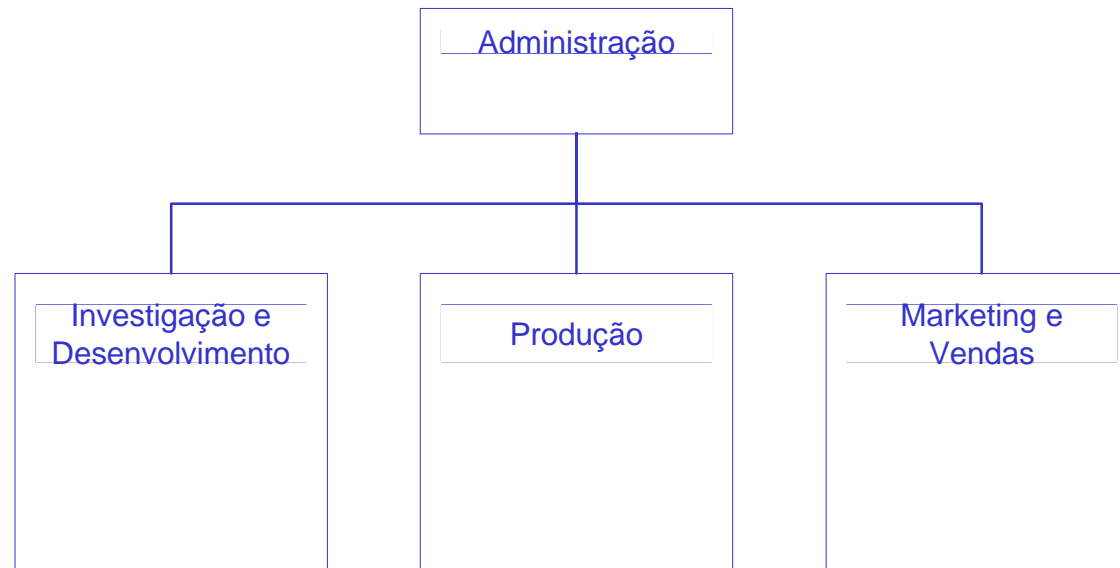 Administração
Investigação e
Desenvolvimento
Produção
Marketing e
Vendas